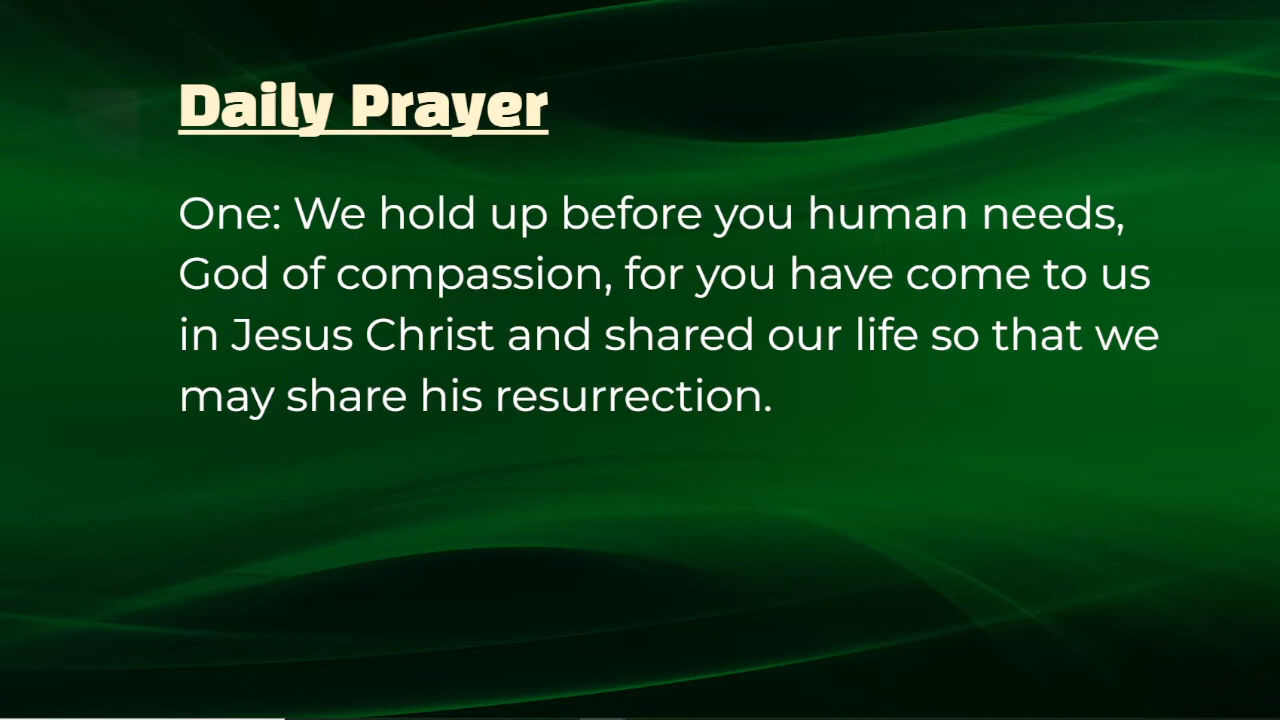 Daily Prayer
One: We hold up before you human needs,
God of compassion, for you have come to us
in Jesus Christ and shared our life so that we
may share his resurrection.